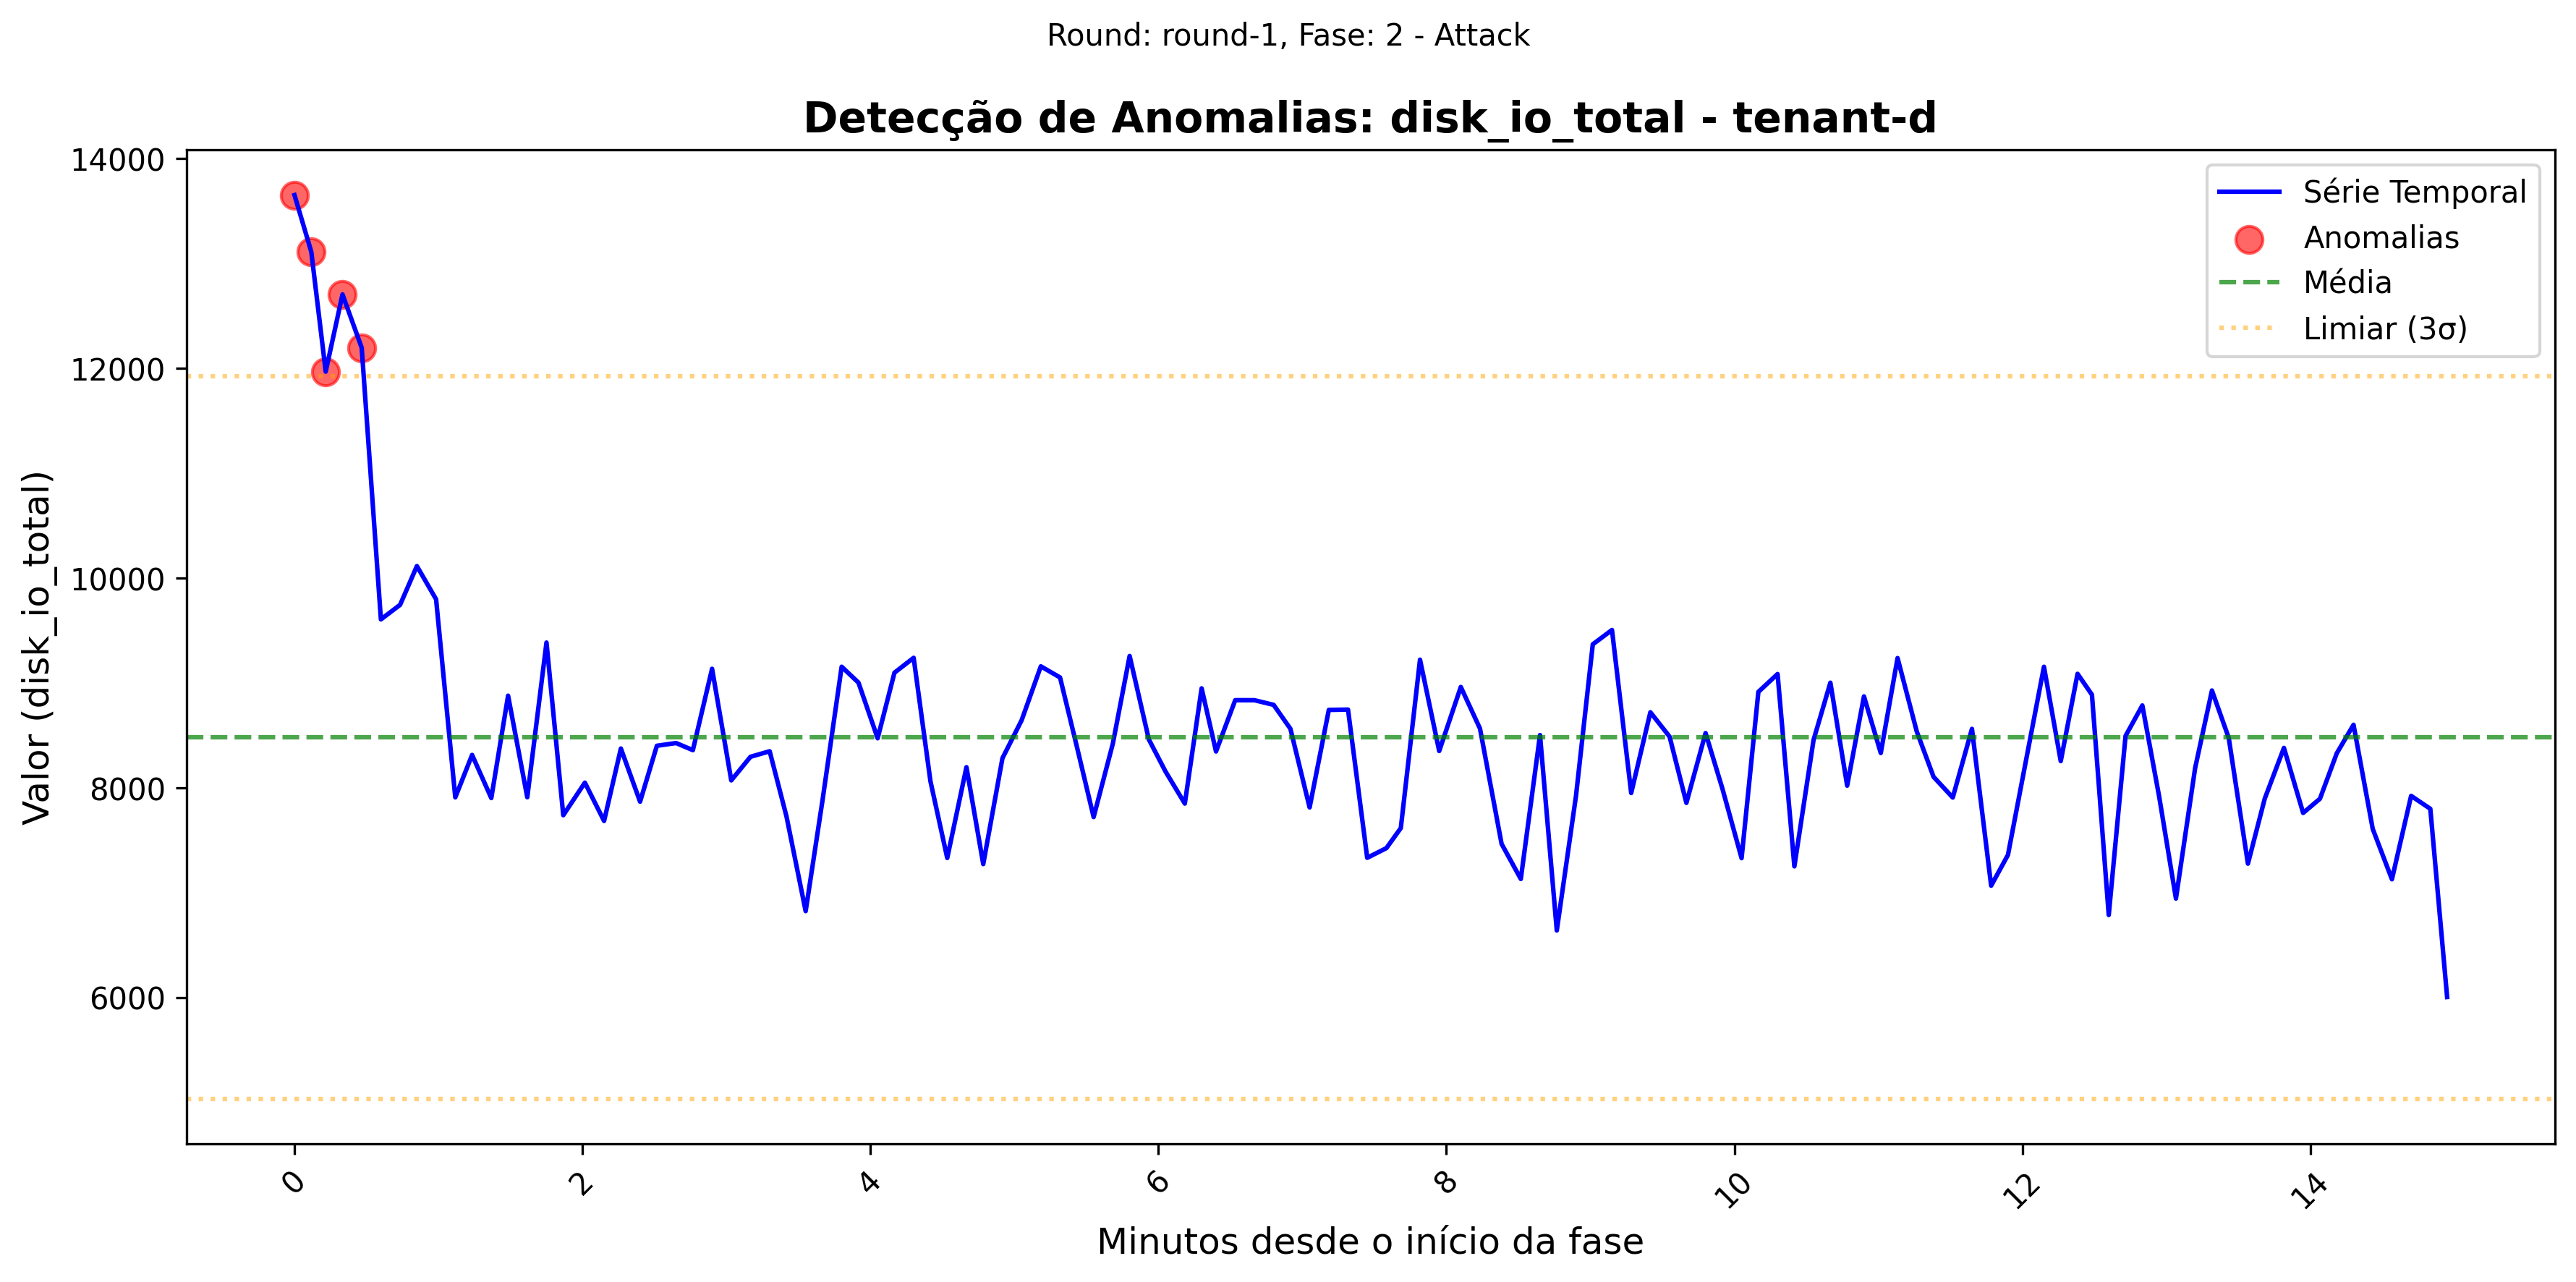 Round: round-1, Fase: 2 - Attack
Detecção de Anomalias: disk_io_total - tenant-d
14000
12000
10000
8000
6000
Valor (disk_io_total)
Série Temporal
Anomalias
Média
Limiar (3σ)
0
2
4
6
8
10
12
14
Minutos desde o início da fase